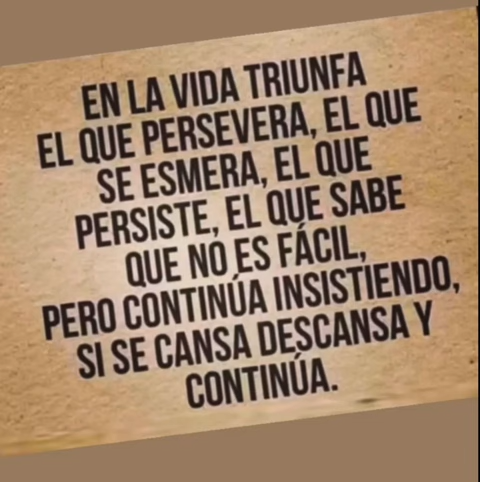 EN LA VIDA TRIUNFA
EL QUE PERSEVERA, EL QUE
SE ESMERA, EL QUE
PERSISTE, EL QUE SABE
QUE NO ES FÁCIL,
PERO CONTINÚA INSISTIENDO,
SI SE CANSA DESCANSA Y
CONTINÚA.